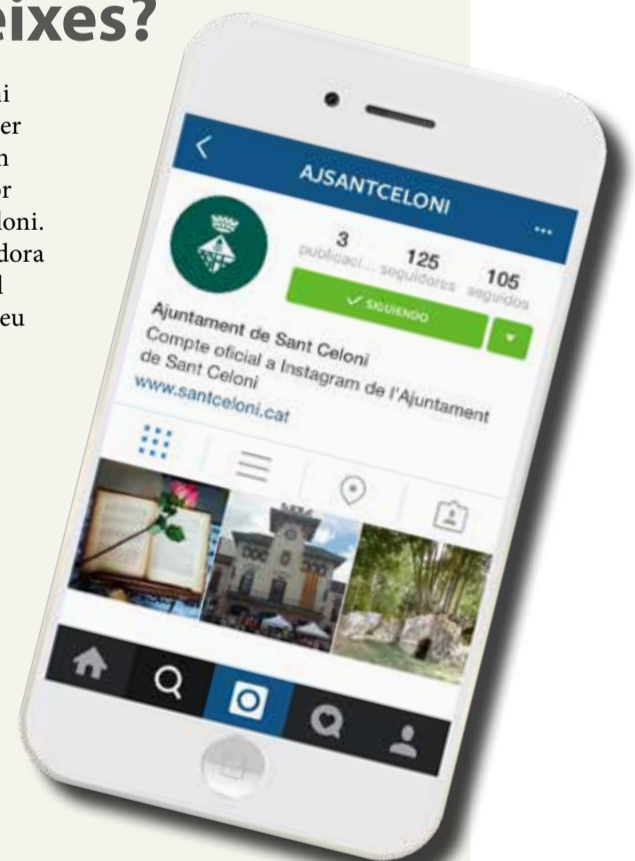 eixes?
ni
er
n
or
loni.
dora
l
eu
AJSANTCELONI
3 125 105
publicaci... seguidores seguidos
SIGUIENDO
Ajuntament de Sant Celoni
Compte oficial a Instagram de l'Ajuntament
de Sant Celoni
www.santceloni.cat